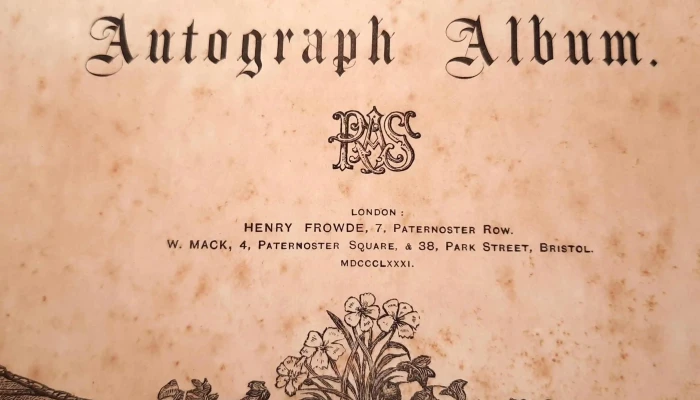 Autograph Album.
LONDON:
HENRY FROWDE, 7, PATERNOSTER ROW.
W. MACK, 4, PATERNOSTER SQUARE, & 38, PARK STREET, BRISTOL.
MDCCCLXXXI.